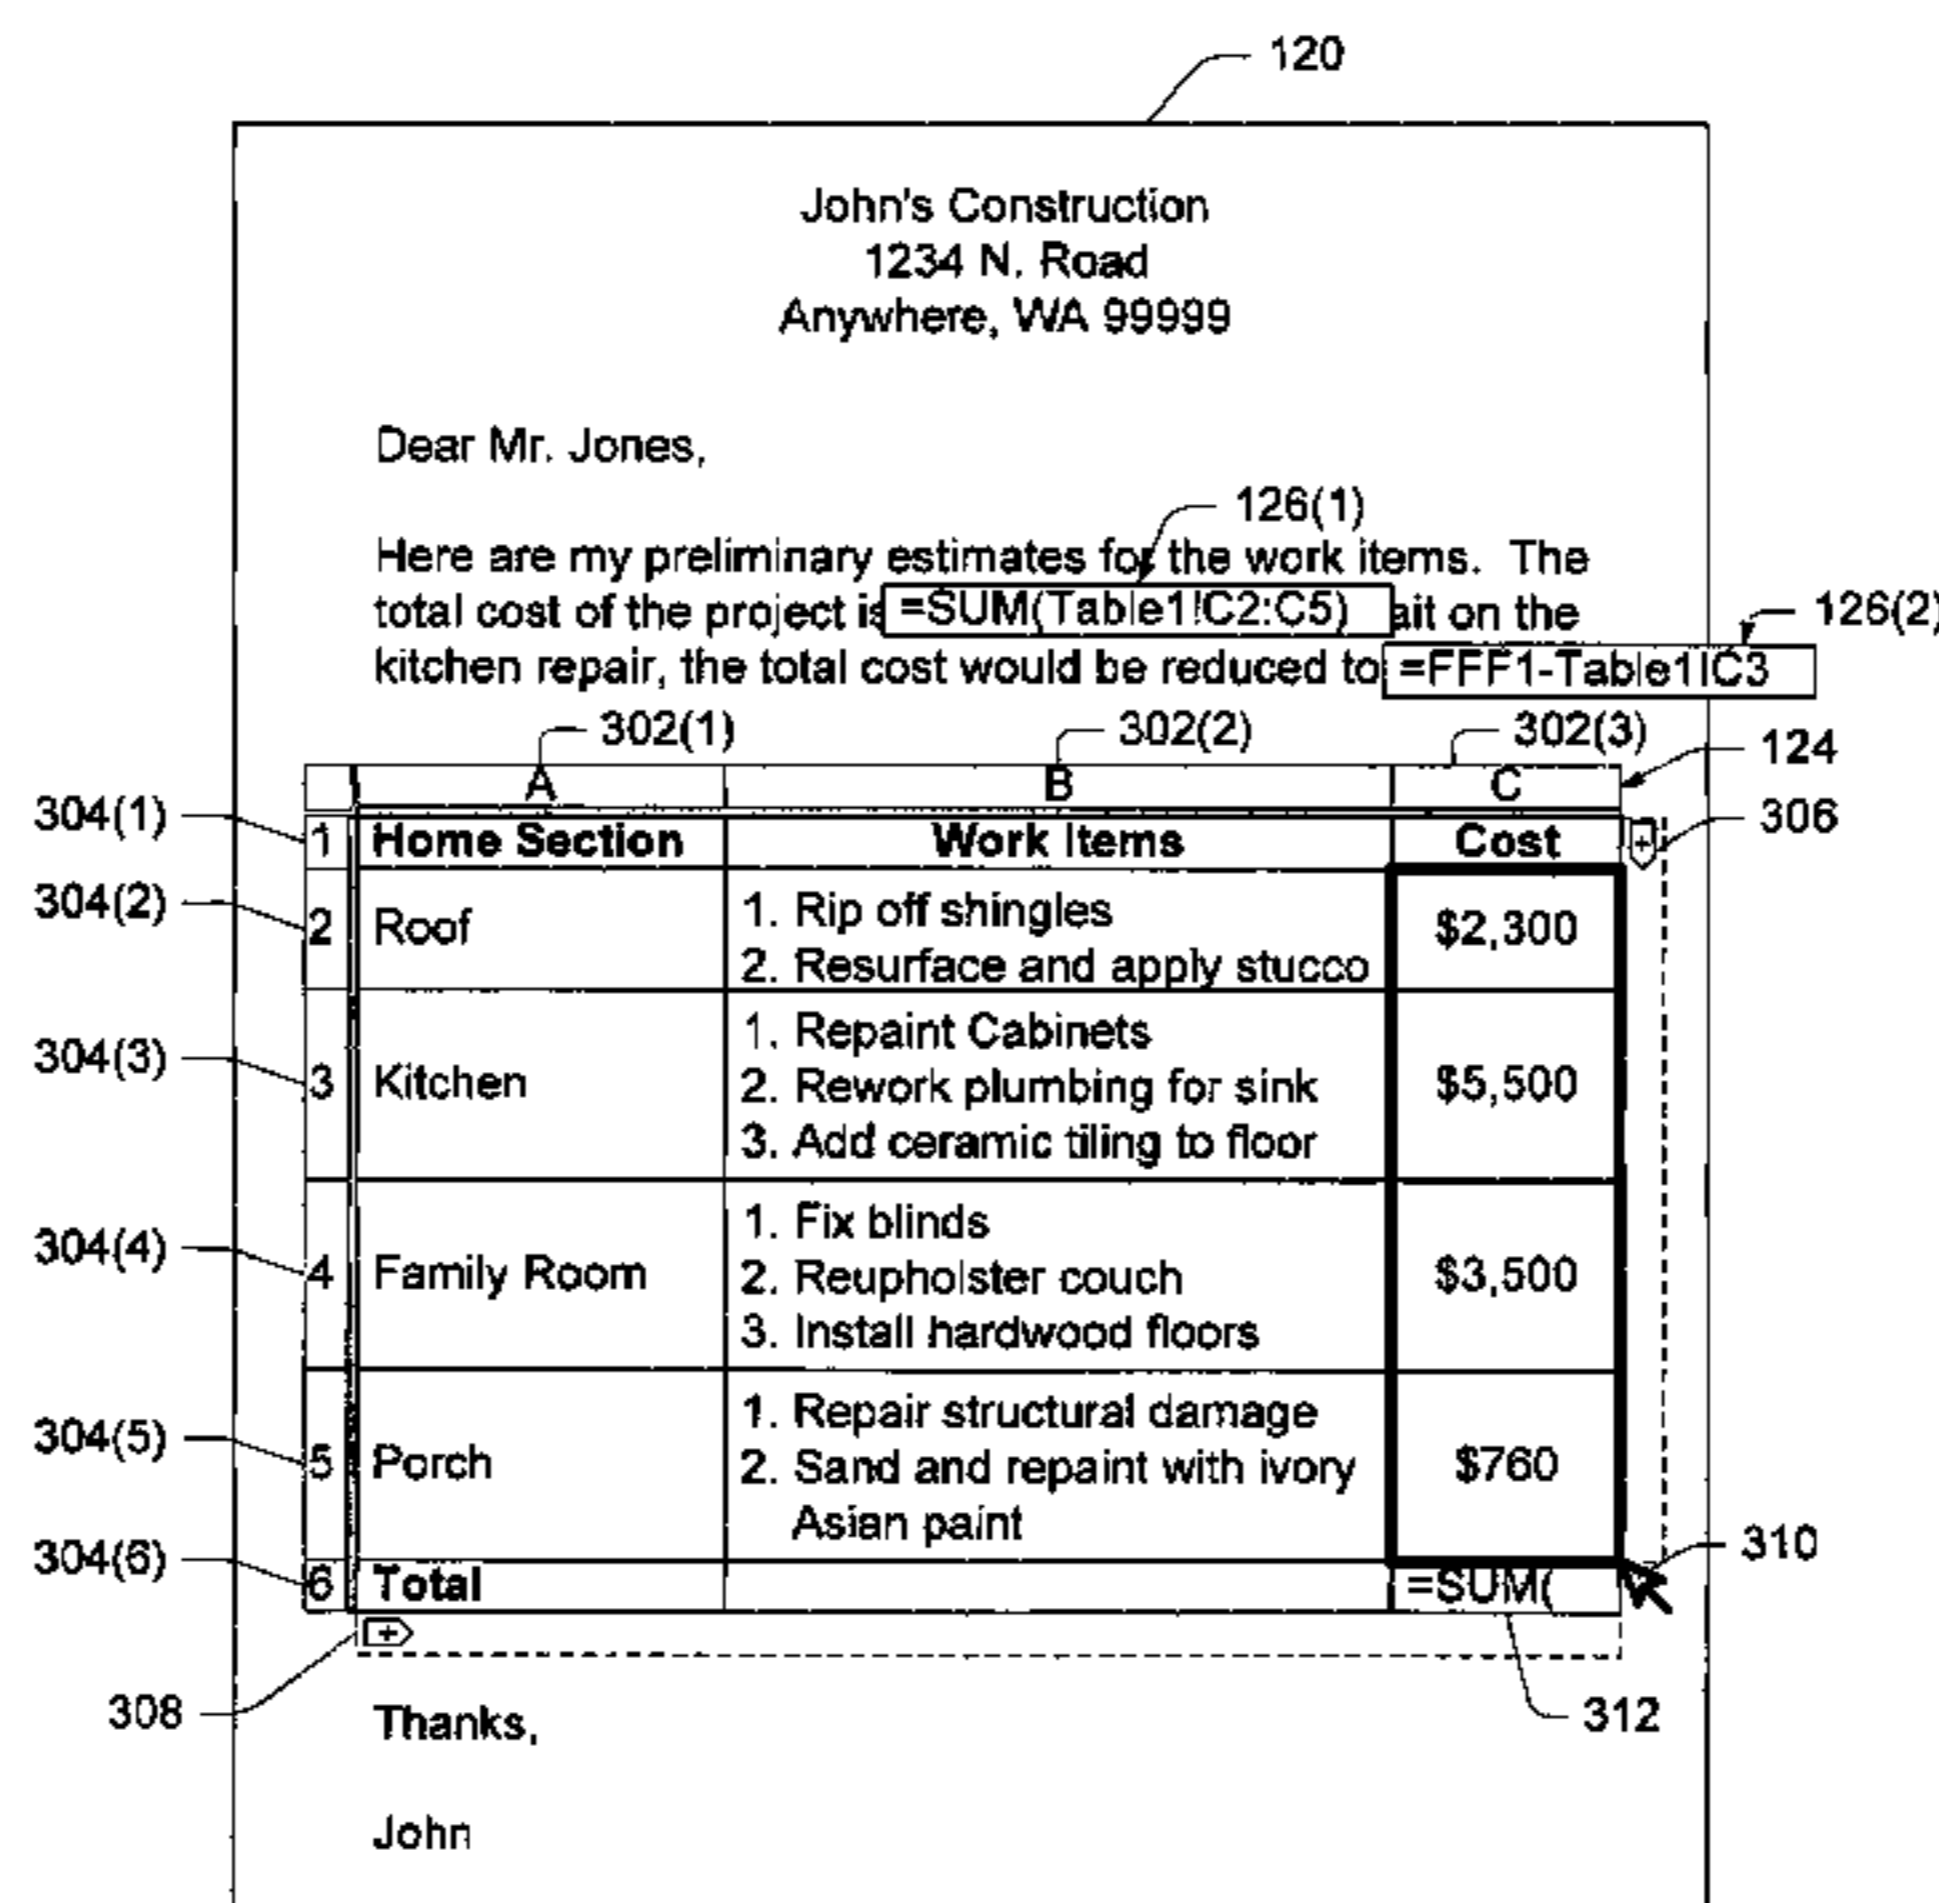 120
John's Construction
1234 N. Road
Anywhere, WA 99999
Dear Mr. Jones,
126(1)
Here are my preliminary estimates for the work items. The
total cost of the project is =SUM(Table1!C2:C5) ait on the
126(2)
kitchen repair, the total cost would be reduced to =FFF1-Table1!C3
302(1) 302(2) 302(3)
124
A B C
304(1) 306
1 Home Section Work Items Cost
304(2)
2 Roof 1. Rip off shingles $2,300
2. Resurface and apply stucco
304(3)
3 Kitchen 1. Repaint Cabinets $5,500
2. Rework plumbing for sink
3. Add ceramic tiling to floor
304(4)
4 Family Room 1. Fix blinds $3,500
2. Reupholster couch
3. Install hardwood floors
304(5)
5 Porch 1. Repair structural damage $760
2. Sand and repaint with ivory
Asian paint
304(6) 310
6 Total =SUM(
308 312
Thanks,
John